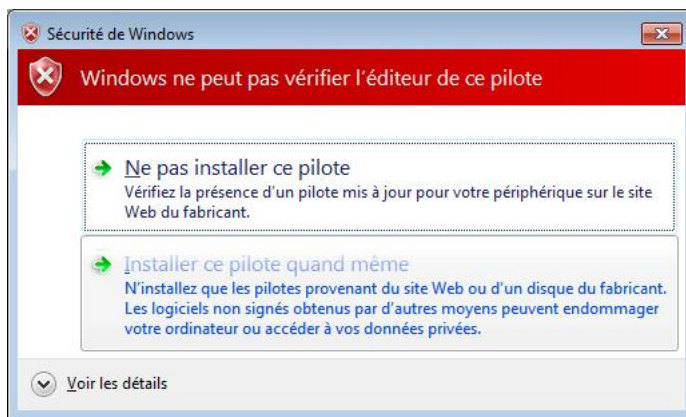 Sécurité de Windows
Windows ne peut pas vérifier l'éditeur de ce pilote
Ne pas installer ce pilote
Vérifiez la présence d'un pilote mis à jour pour votre périphérique sur le site
Web du fabricant.
Installer ce pilote quand même
N'installez que les pilotes provenant du site Web ou d'un disque du fabricant.
Les logiciels non signés obtenus par d'autres moyens peuvent endommager
votre ordinateur ou accéder à vos données privées.
Voir les détails